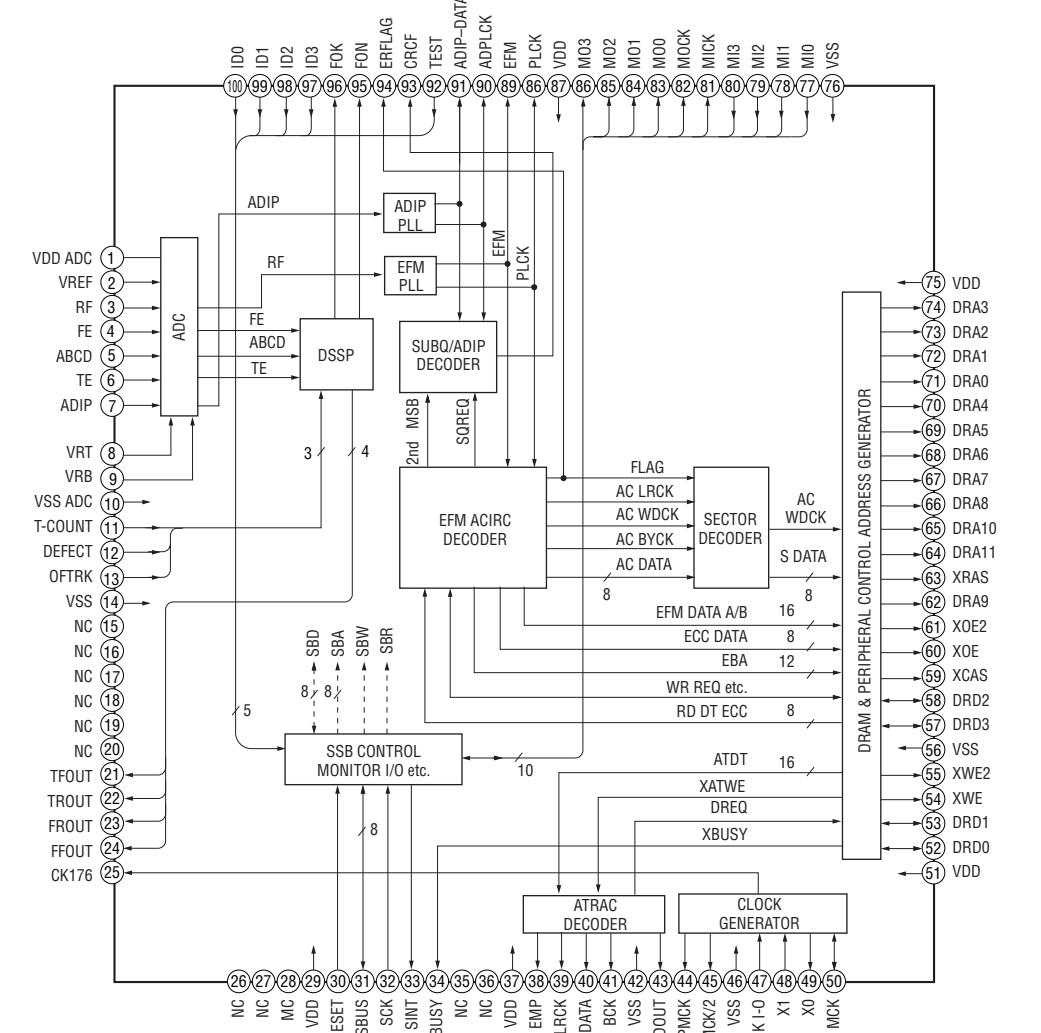 ID0
ID1
ID2
ID3
FOK
FON
ERFLAG
CRCF
TEST
ADIP-DATA
ADPLCK
EFM
PLCK
VDD
MO3
MO2
MO1
MO0
MOCK
MICK
MI3
MI2
MI1
MI0
VSS
100
99
98
97
96
95
94
93
92
91
90
89
86
87
86
85
84
83
82
81
80
79
78
77
76
VDD ADC
1
VREF
2
RF
3
FE
4
ABCD
5
TE
6
ADIP
7
VRT
8
VRB
9
VSS ADC
10
T-COUNT
11
DEFECT
12
OFTRK
13
VSS
14
NC
15
NC
16
NC
17
NC
18
NC
19
NC
20
TFOUT
21
TROUT
22
FROUT
23
FFOUT
24
CK176
25
ADC
ADIP
RF
FE
ABCD
TE
ADIP
PLL
EFM
PLL
EFM
PLCK
DSSP
3
4
SUBQ/ADIP
DECODER
2nd MSB
SQREQ
EFM ACIRC
DECODER
FLAG
AC LRCK
AC WDCK
AC BYCK
AC DATA
8
SECTOR
DECODER
AC
WDCK
S DATA
8
EFM DATA A/B 16
ECC DATA 8
EBA 12
WR REQ etc.
RD DT ECC 8
ATDT 16
XATWE
DREQ
XBUSY
SBD
SBA
SBW
SBR
8
8
5
SSB CONTROL
MONITOR I/O etc.
10
8
DRAM & PERIPHERAL CONTROL ADDRESS GENERATOR
ATRAC
DECODER
CLOCK
GENERATOR
75 VDD
74 DRA3
73 DRA2
72 DRA1
71 DRA0
70 DRA4
69 DRA5
68 DRA6
67 DRA7
66 DRA8
65 DRA10
64 DRA11
63 XRAS
62 DRA9
61 XOE2
60 XOE
59 XCAS
58 DRD2
57 DRD3
56 VSS
55 XWE2
54 XWE
53 DRD1
52 DRD0
51 VDD
26
27
28
29
30
31
32
33
34
35
36
37
38
39
40
41
42
43
44
45
46
47
48
49
50
NC
NC
MC
VDD
ESET
SBUS
SCK
SINT
BUSY
NC
NC
VDD
EMP
LRCK
DATA
BCK
VSS
DOUT
PMCK
MCK/2
VSS
K I-O
X1
X0
MCK